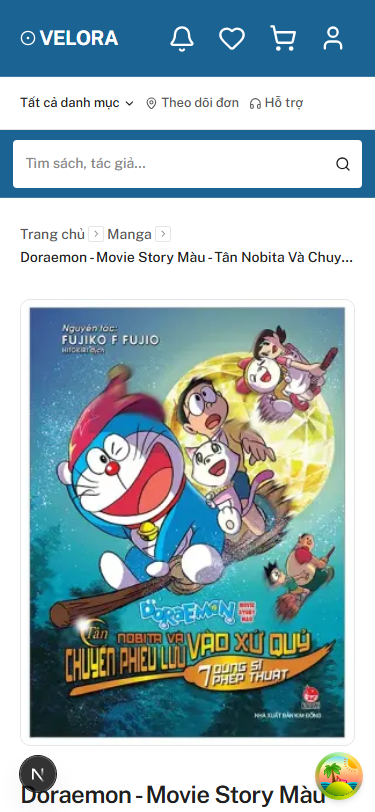 VELORA
Tất cả danh mục
Theo dõi đơn
Hỗ trợ
Tìm sách, tác giả...
Trang chủ
Manga
Doraemon - Movie Story Màu - Tân Nobita Và Chuy...
Nguyên tác:
FUJIKO F FUJIO
DORAEMON
MOVIE
STORY
MÀU
Tân
NOBITA VÀ
CHUYẾN PHIÊU LƯU VÀO XỨ QUỶ
7 DŨNG SĨ
PHÉP THUẬT
NHÀ XUẤT BẢN KIM ĐỒNG
N
Doraemon - Movie Story Màu